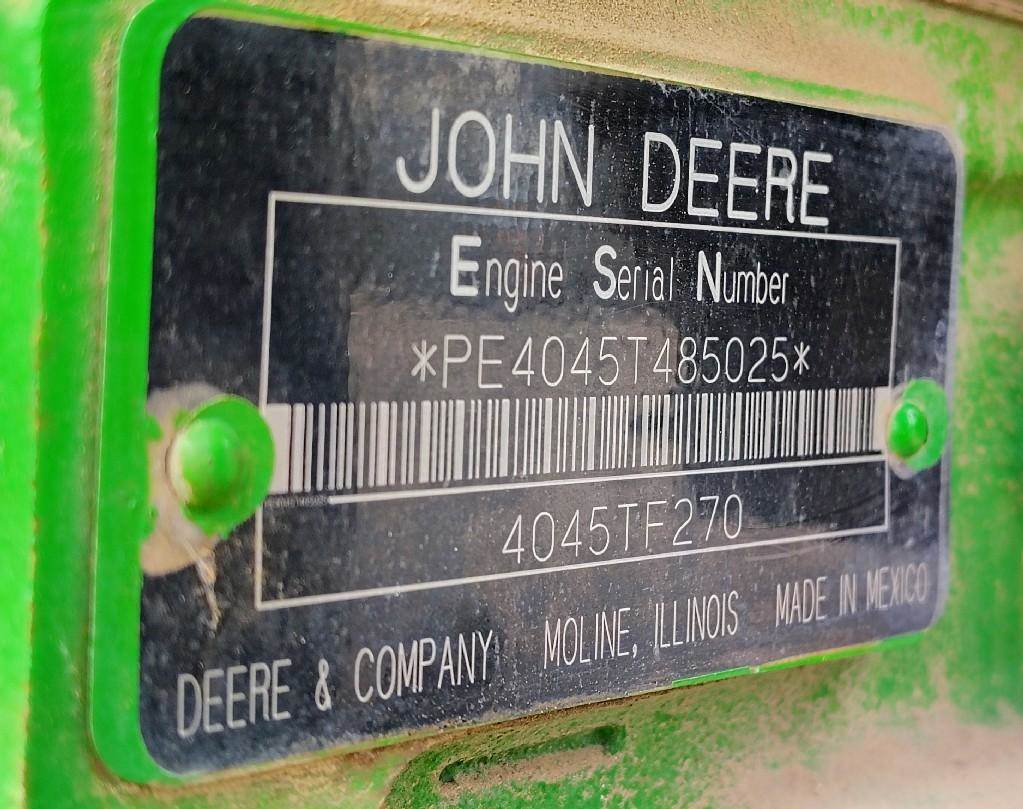 JOHN DEERE
Engine Serial Number
*PE4045T485025*
4045TF270
DEERE & COMPANY MOLINE, ILLINOIS MADE IN MEXICO